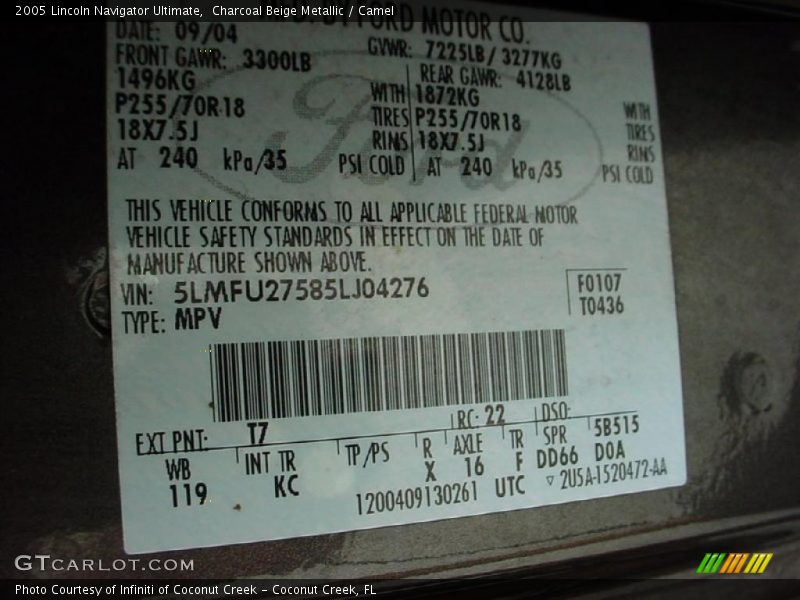 2005 Lincoln Navigator Ultimate,  Charcoal Beige Metallic / Camel
FORD MOTOR CO.
DATE: 09/04 GVWR: 7225LB / 3277KG
FRONT GAWR: 3300LB REAR GAWR: 4128LB
1496KG WITH 1872KG WITH
P255/70R18 TIRES P255/70R18 TIRES
18X7.5J RIMS 18X7.5J RIMS
AT 240 kPa/35 PSI COLD AT 240 kPa/35 PSI COLD
Ford
THIS VEHICLE CONFORMS TO ALL APPLICABLE FEDERAL MOTOR
VEHICLE SAFETY STANDARDS IN EFFECT ON THE DATE OF
MANUFACTURE SHOWN ABOVE.
VIN: 5LMFU27585LJ04276 F0107
TYPE: MPV T0436
EXT PNT: T7 RC: 22 DSO:
WB INT TR TP/PS R AXLE TR SPR 5B515
119 KC X 16 F DD66 D0A
1200409130261 UTC ▽ 2U5A-1520472-AA
GTCARLOT.COM
Photo Courtesy of Infiniti of Coconut Creek – Coconut Creek, FL